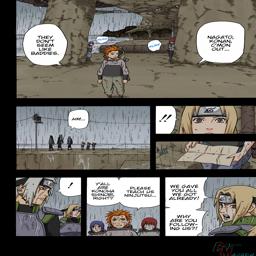 THEY
DON'T
SEEM
LIKE
BADDIES.
NAGATO,
KONAN,
C'MON
OUT...
!!
Y'ALL
ARE
KONOHA
SHINOBI,
RIGHT?
PLEASE
TEACH US
NINJUTSU...
WE GAVE
YOU ALL
WE GOT
ALREADY!
WHY
ARE YOU
FOLLOW-
ING US?!